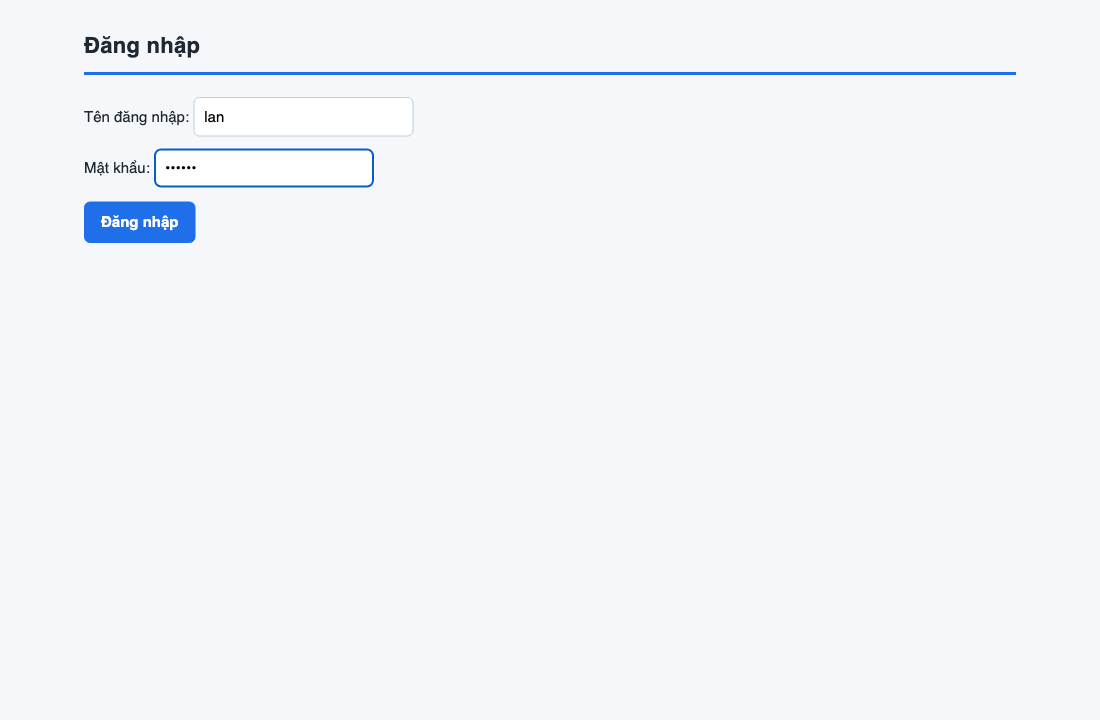 Đăng nhập
Tên đăng nhập: lan
Mật khẩu: ••••••
Đăng nhập